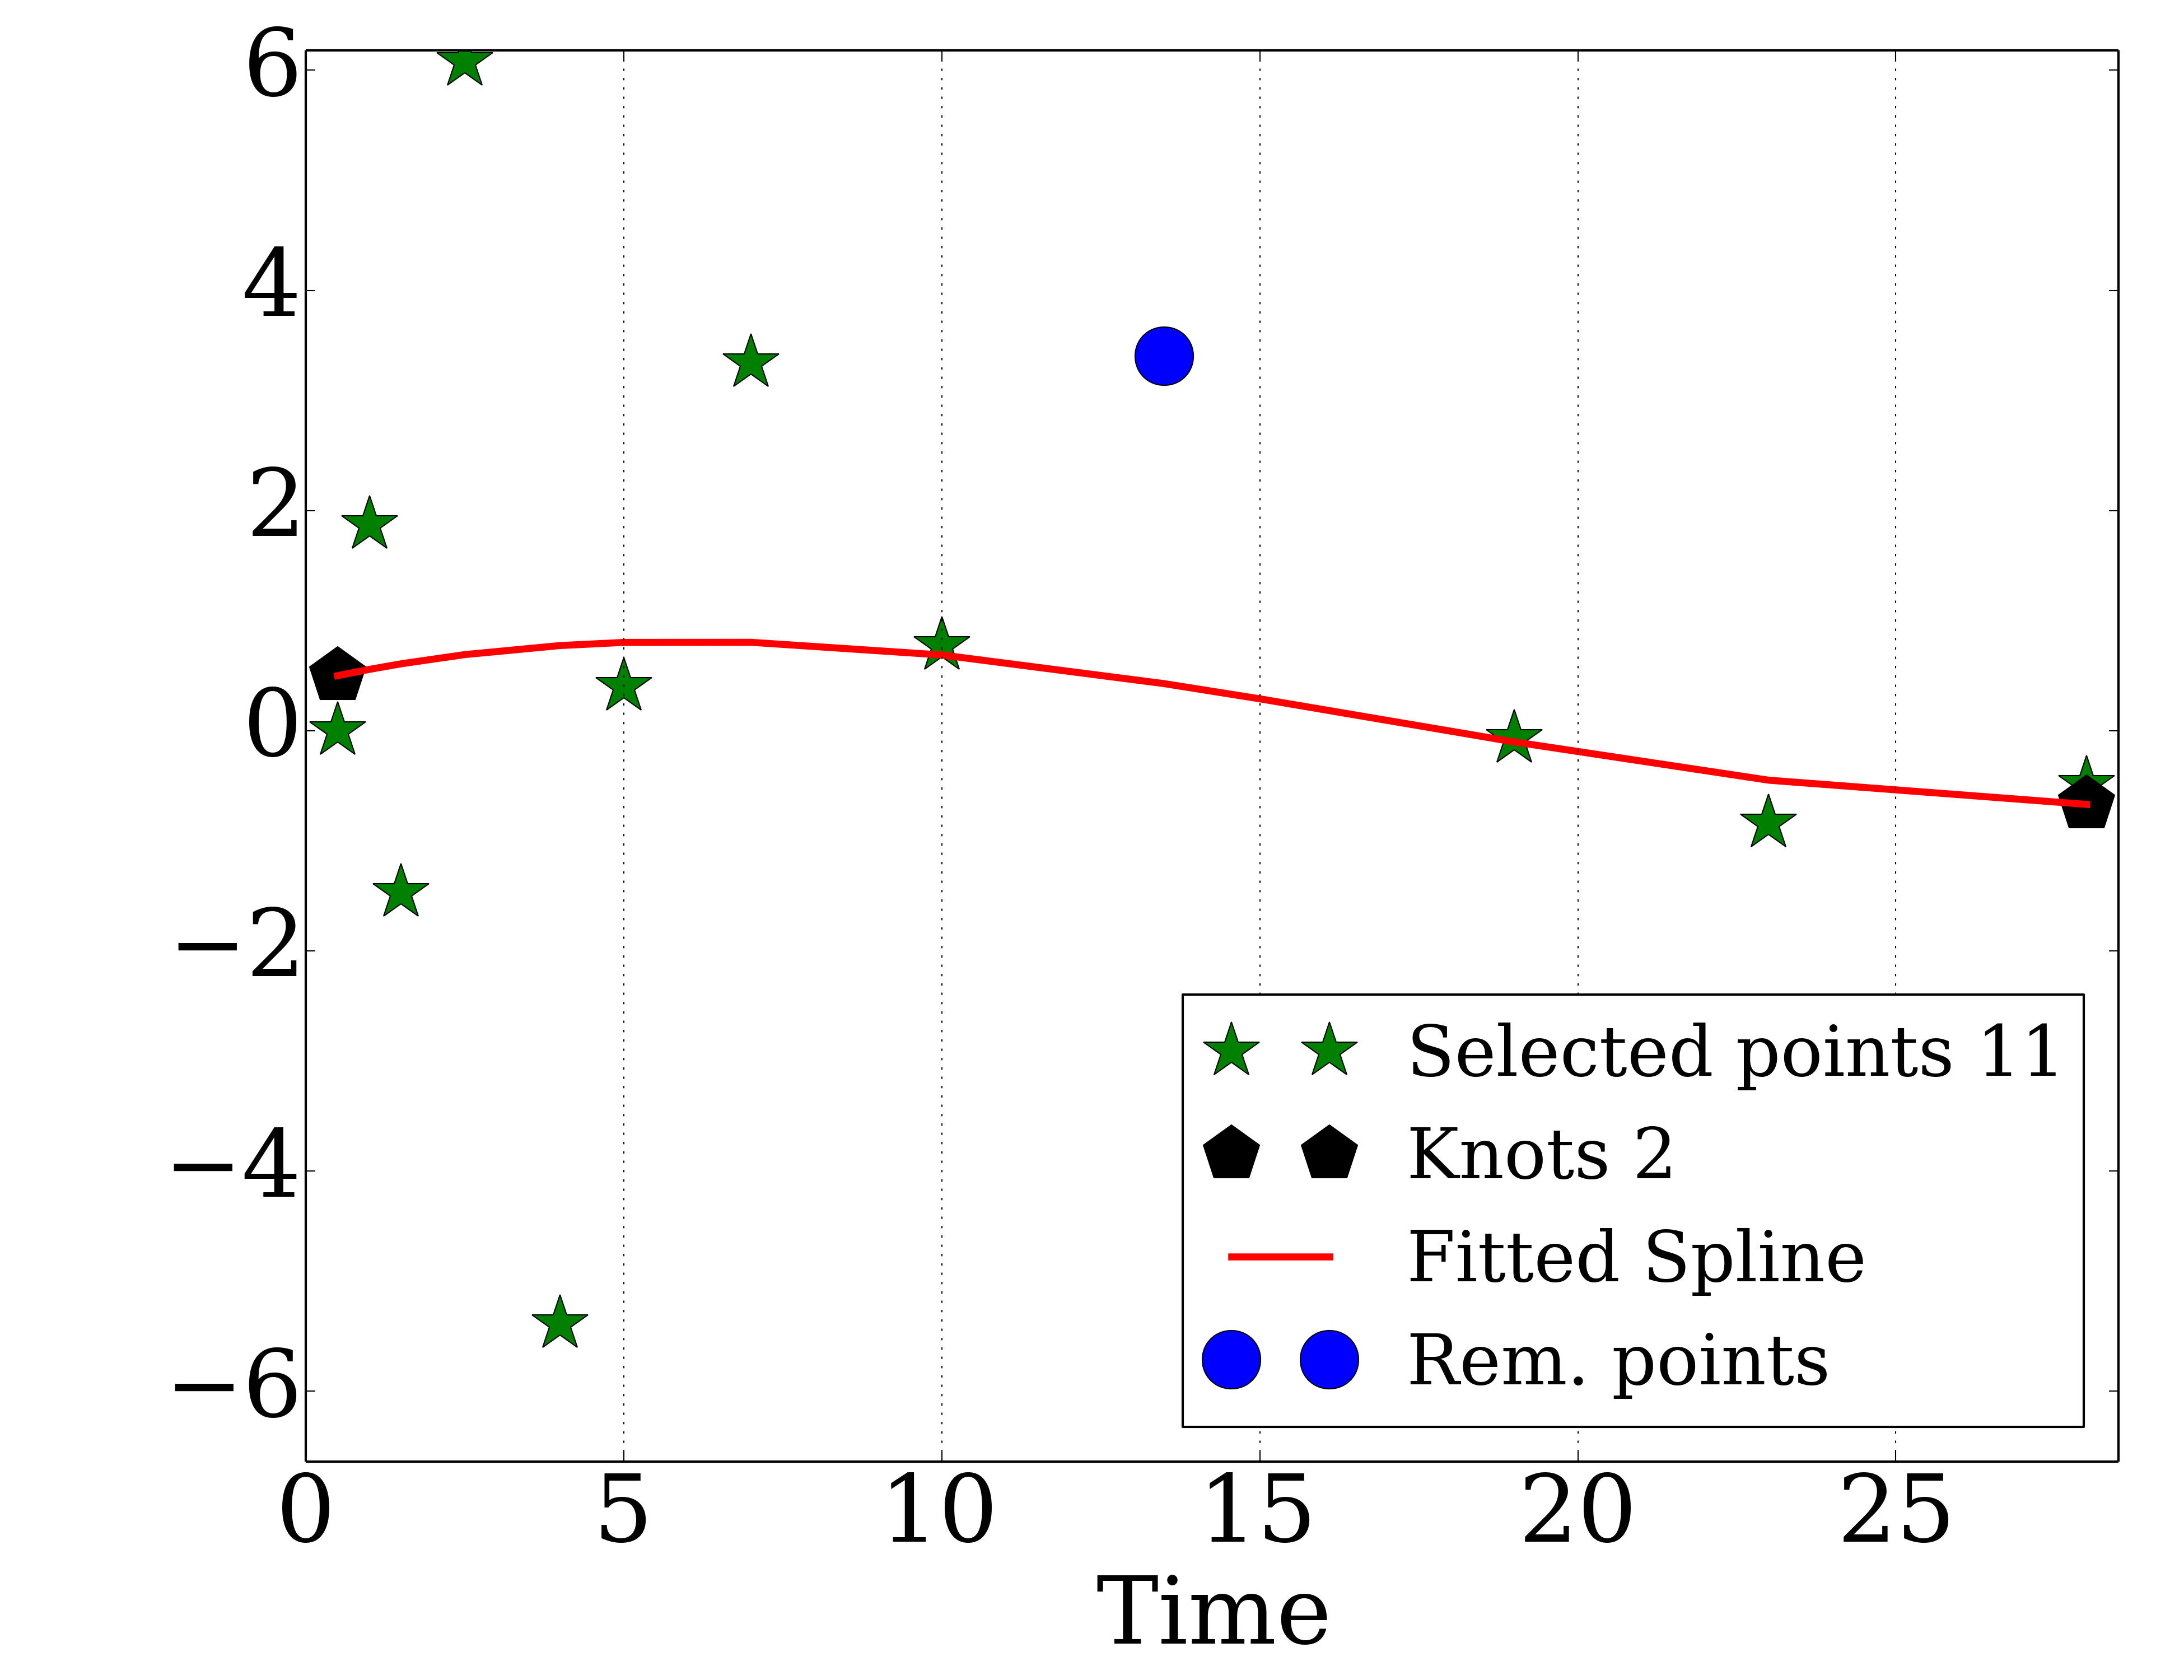 6
4
2
0
−2
−4
−6
0 5 10 15 20 25
Time
Selected points 11
Knots 2
Fitted Spline
Rem. points